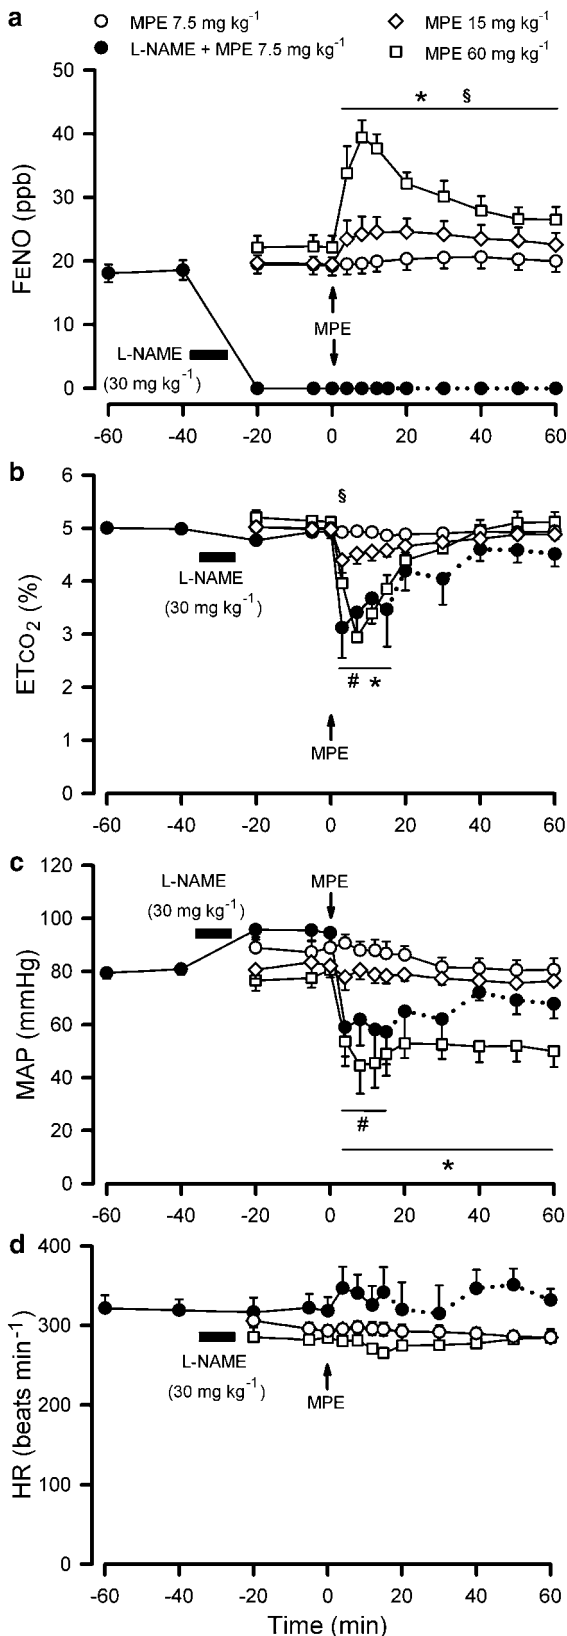 a
MPE 7.5 mg kg-1
MPE 15 mg kg-1
L-NAME + MPE 7.5 mg kg-1
MPE 60 mg kg-1
50
* §
40
30
FENO (ppb)
20
10
0
MPE
L-NAME
(30 mg kg-1)
-60 -40 -20 0 20 40 60
b
6
§
5
L-NAME
(30 mg kg-1)
4
ETCO2 (%)
3
# *
2
MPE
1
0
-60 -40 -20 0 20 40 60
c
120
L-NAME
(30 mg kg-1)
MPE
100
80
MAP (mmHg)
60
40
#
20
*
0
-60 -40 -20 0 20 40 60
d
400
300
L-NAME
(30 mg kg-1)
MPE
HR (beats min-1)
200
100
0
-60 -40 -20 0 20 40 60
Time (min)